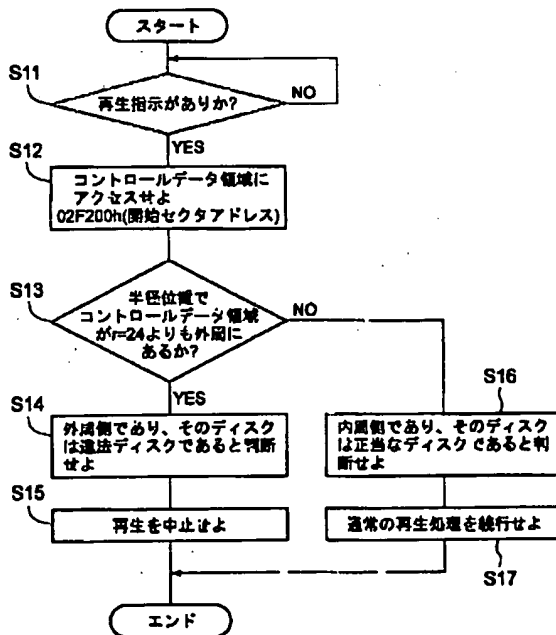 スタート
S11
再生指示がありか?
NO
YES
S12
コントロールデータ領域に
アクセスせよ
02F200h(開始セクタアドレス)
S13
半径位置で
コントロールデータ領域
がr=24よりも外周に
あるか?
NO
YES
S14
外周側であり、そのディスク
は違法ディスクであると判断
せよ
S15
再生を中止せよ
S16
内周側であり、そのディスク
は正当なディスクであると判
断せよ
通常の再生処理を続行せよ
S17
エンド